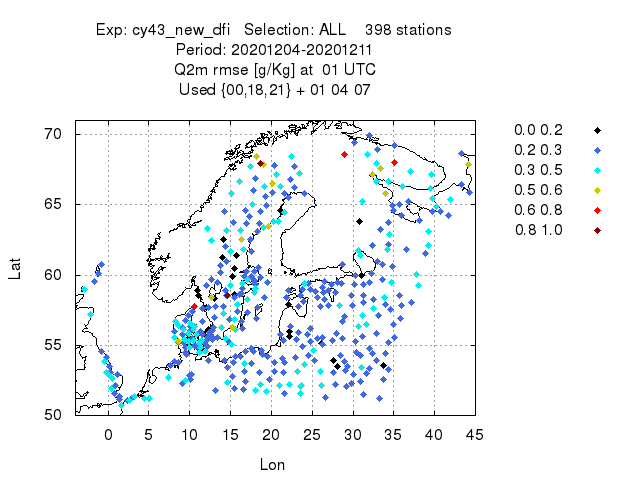 Exp: cy43_new_dfi Selection: ALL 398 stations
Period: 20201204-20201211
Q2m rmse [g/Kg] at 01 UTC
Used {00,18,21} + 01 04 07
0.0 0.2
0.2 0.3
0.3 0.5
0.5 0.6
0.6 0.8
0.8 1.0
70
65
60
55
50
Lat
0 5 10 15 20 25 30 35 40 45
Lon